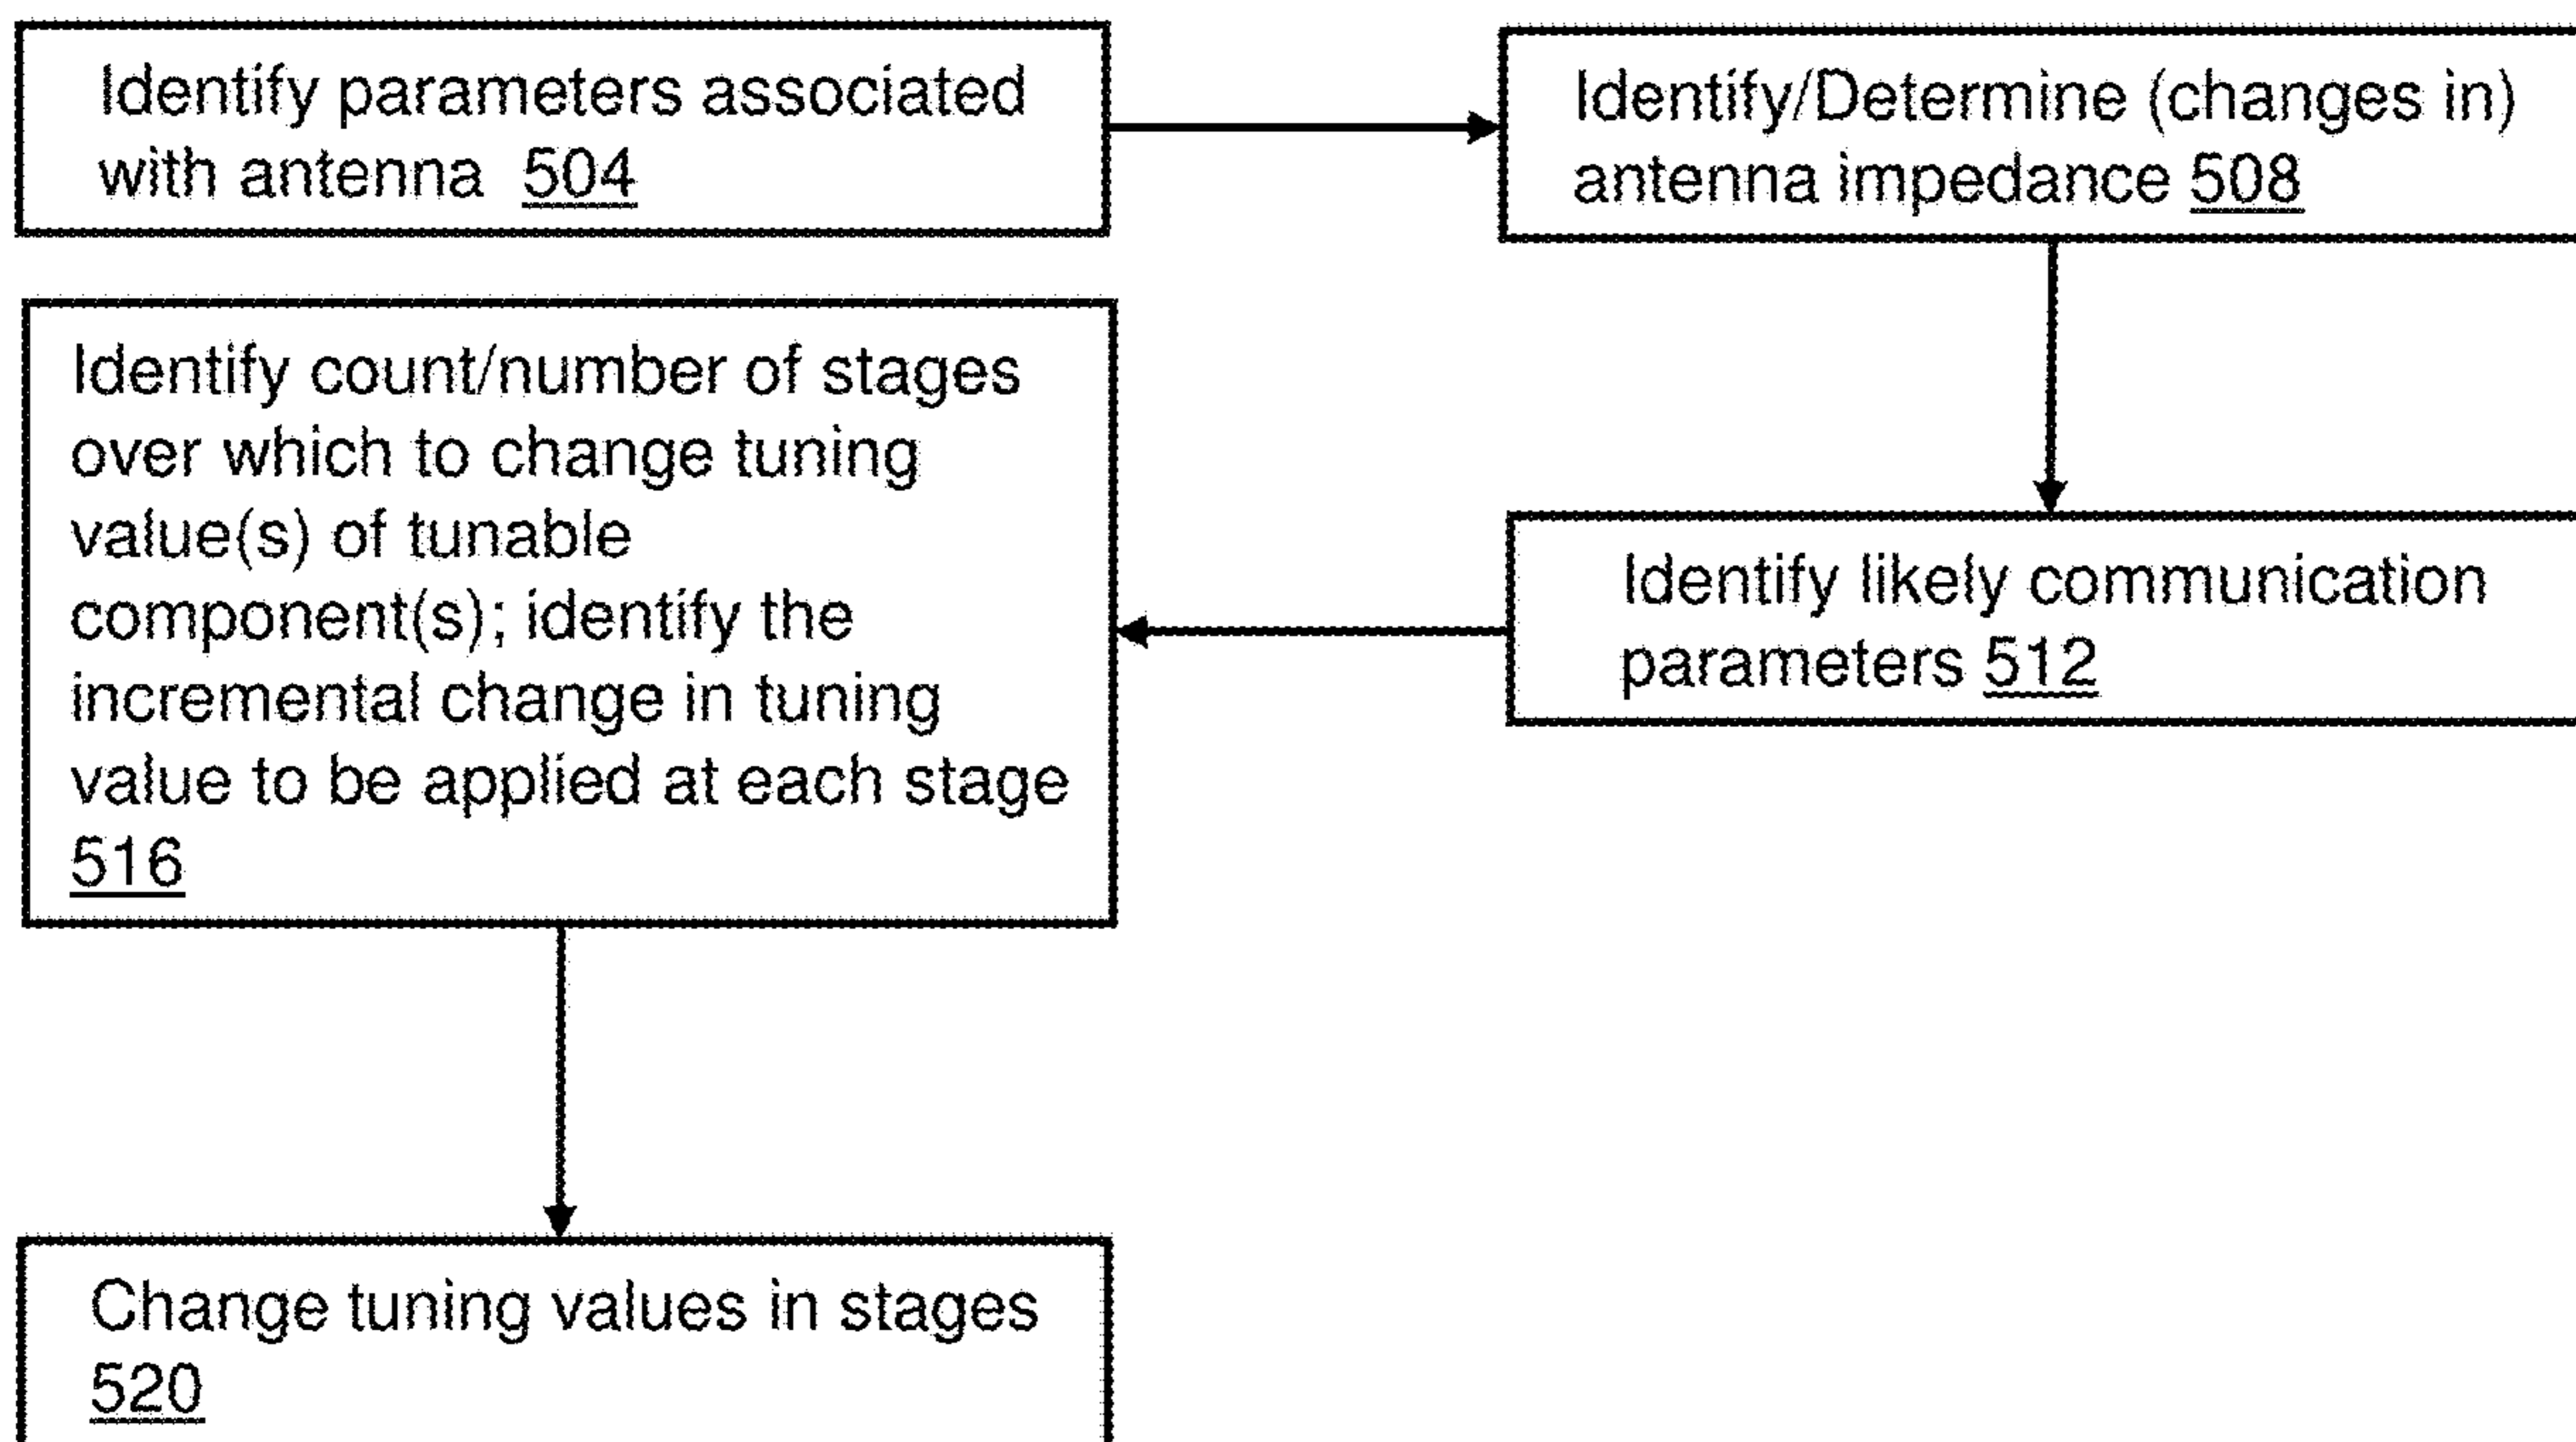 Identify parameters associated
with antenna 504
Identify/Determine (changes in)
antenna impedance 508
Identify likely communication
parameters 512
Identify count/number of stages
over which to change tuning
value(s) of tunable
component(s); identify the
incremental change in tuning
value to be applied at each stage
516
Change tuning values in stages
520